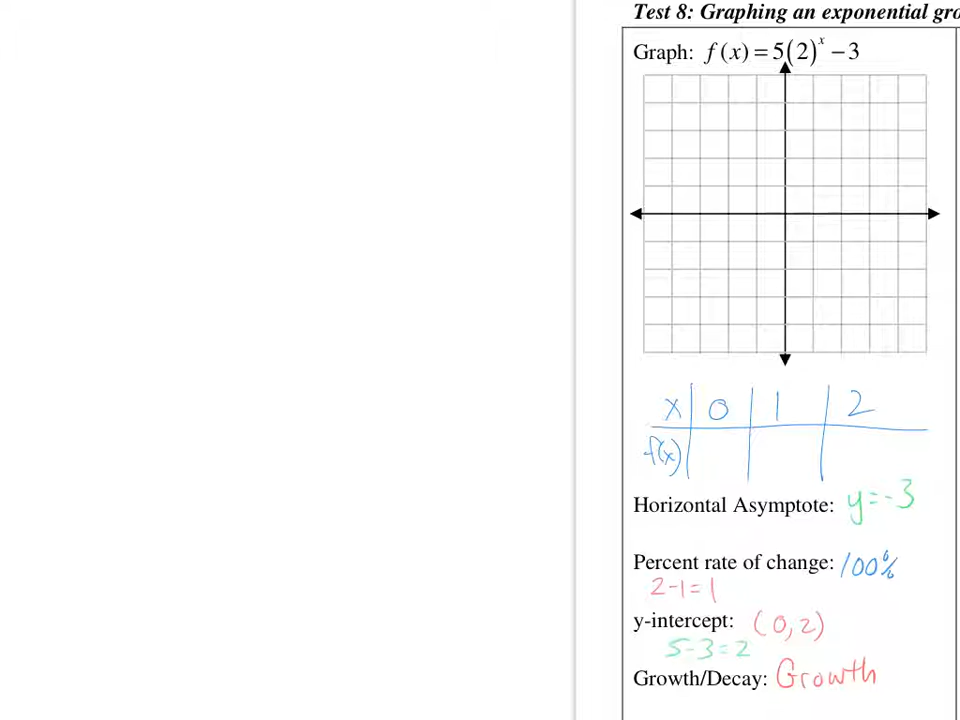 Test 8: Graphing an exponential gro
Graph: f (x) = 5(2)^x − 3
x 0 1 2
f(x)
Horizontal Asymptote: y=-3
Percent rate of change: 100%
2-1=1
y-intercept: (0,2)
5-3=2
Growth/Decay: Growth